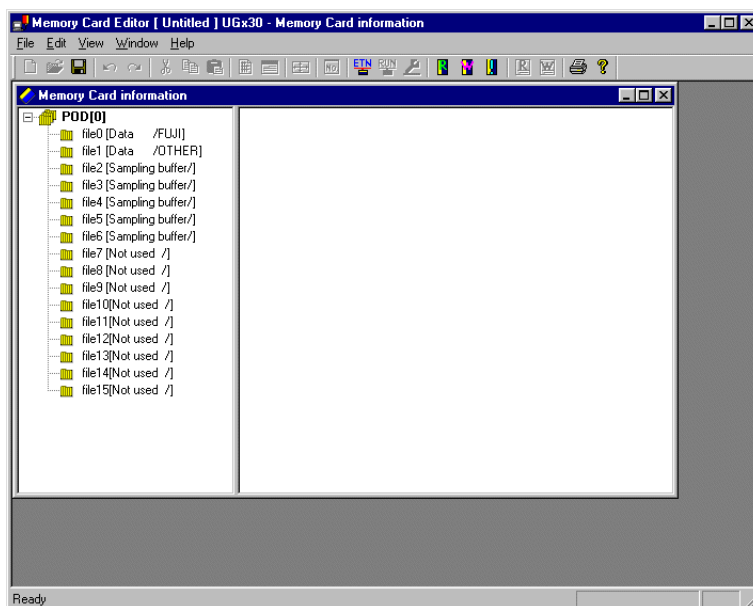 Memory Card Editor [ Untitled ] UGx30 - Memory Card information
File Edit View Window Help
ETN RUN R M U R W ?
Memory Card information
POD[0]
file0 [Data /FUJI]
file1 [Data /OTHER]
file2 [Sampling buffer/]
file3 [Sampling buffer/]
file4 [Sampling buffer/]
file5 [Sampling buffer/]
file6 [Sampling buffer/]
file7 [Not used /]
file8 [Not used /]
file9 [Not used /]
file10[Not used /]
file11[Not used /]
file12[Not used /]
file13[Not used /]
file14[Not used /]
file15[Not used /]
Ready